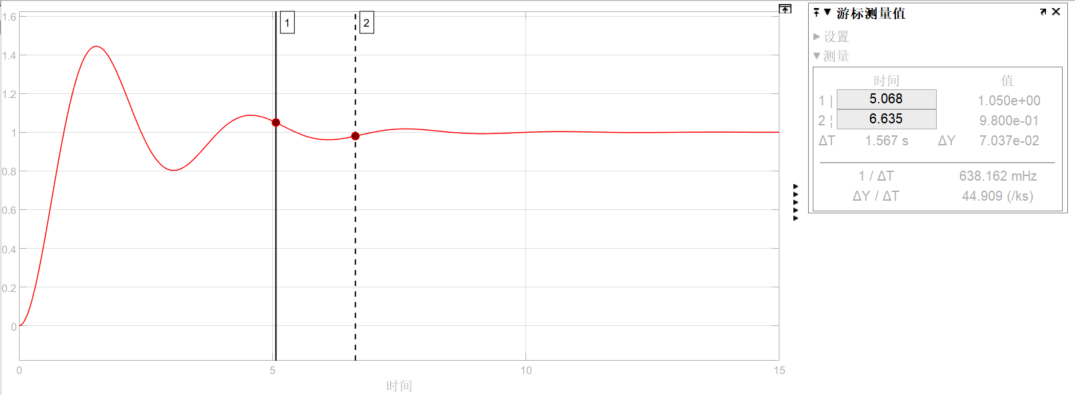 1.6
1.4
1.2
1
0.8
0.6
0.4
0.2
0
1
2
0
5
10
15
时间
游标测量值
设置
测量
时间 值
1 | 5.068 1.050e+00
2 ¦ 6.635 9.800e-01
ΔT 1.567 s ΔY 7.037e-02
1 / ΔT 638.162 mHz
ΔY / ΔT 44.909 (/ks)